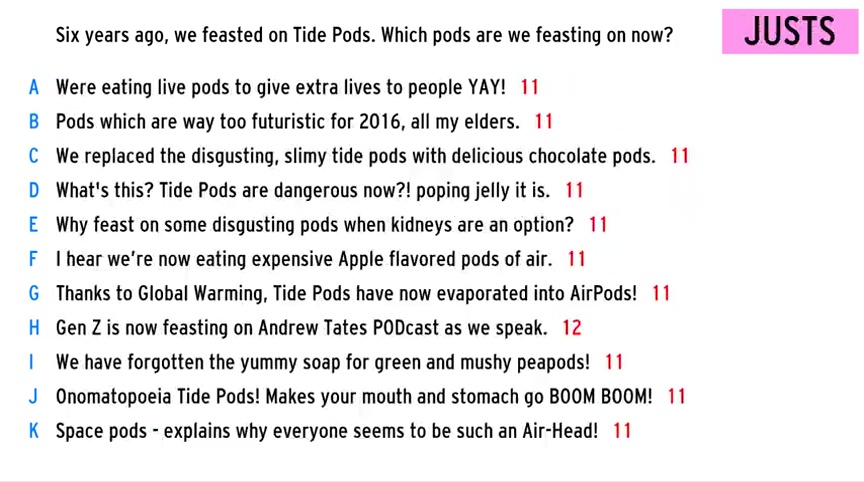 JUSTS
Six years ago, we feasted on Tide Pods. Which pods are we feasting on now?
A Were eating live pods to give extra lives to people YAY! 11
B Pods which are way too futuristic for 2016, all my elders. 11
C We replaced the disgusting, slimy tide pods with delicious chocolate pods. 11
D What's this? Tide Pods are dangerous now?! poping jelly it is. 11
E Why feast on some disgusting pods when kidneys are an option? 11
F I hear we're now eating expensive Apple flavored pods of air. 11
G Thanks to Global Warming, Tide Pods have now evaporated into AirPods! 11
H Gen Z is now feasting on Andrew Tates PODcast as we speak. 12
I We have forgotten the yummy soap for green and mushy peapods! 11
J Onomatopoeia Tide Pods! Makes your mouth and stomach go BOOM BOOM! 11
K Space pods - explains why everyone seems to be such an Air-Head! 11